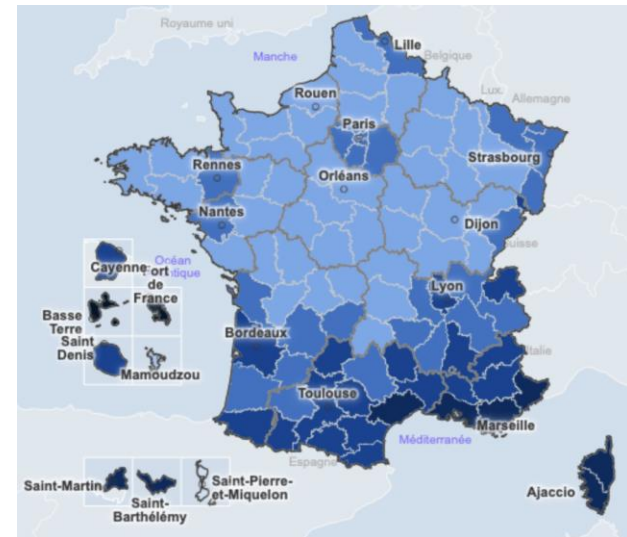 Royaume uni
Manche
Lille
Belgique
Lux.
Allemagne
Rouen
Paris
Strasbourg
Rennes
Orléans
Nantes
Dijon
Suisse
Océan
Cayenne
Fort
de
France
Basse
Terre
Saint
Denis
Mamoudzou
Lyon
Bordeaux
Italie
Toulouse
Marseille
Méditerranée
Espagne
Ajaccio
Saint-Martin
Saint-
Barthélémy
Saint-Pierre-
et-Miquelon